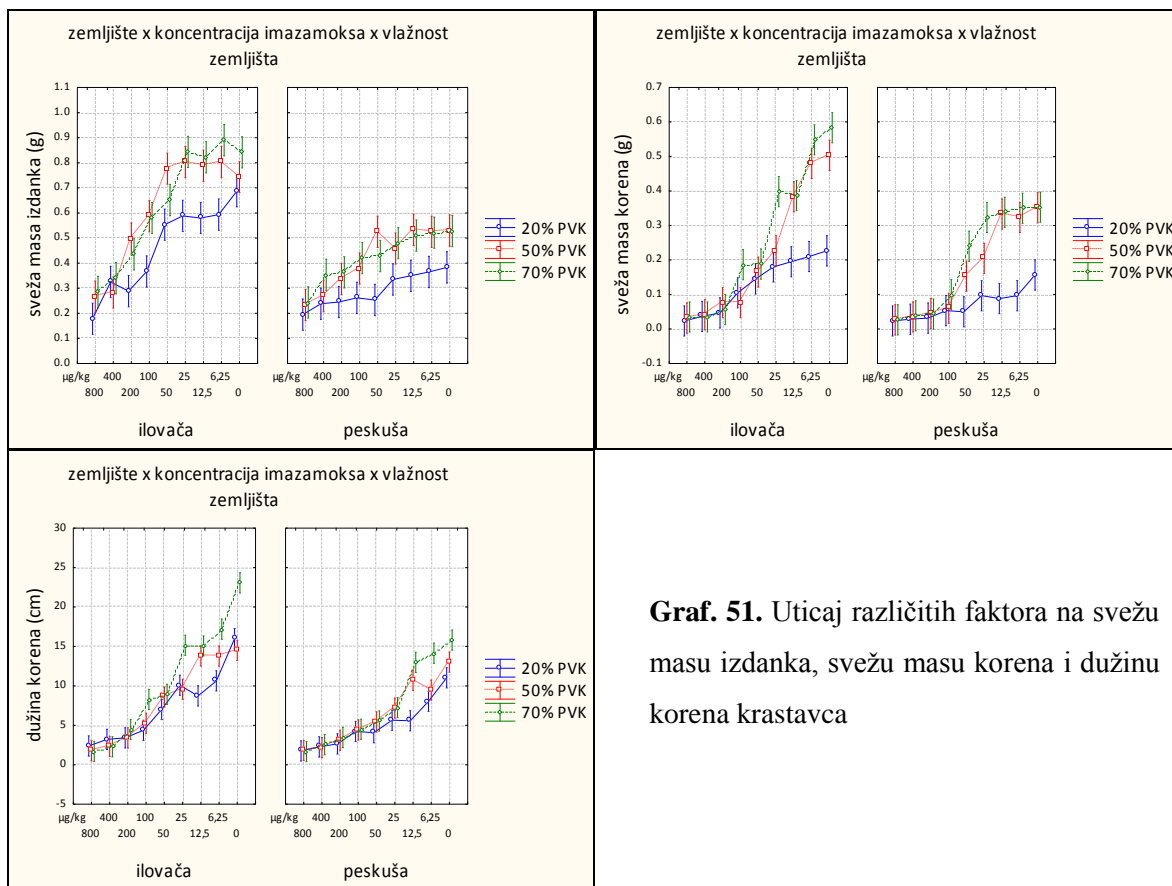 zemljište x koncentracija imazamoksa x vlažnost
zemljišta
sveža masa izdanka (g)
1.1
1.0
0.9
0.8
0.7
0.6
0.5
0.4
0.3
0.2
0.1
0.0
µg/kg 400 100 25 6,25
800 200 50 12,5 0
ilovača
400 100 25 6,25
800 200 50 12,5 0
peskuša
20% PVK
50% PVK
70% PVK
zemljište x koncentracija imazamoksa x vlažnost
zemljišta
sveža masa korena (g)
0.7
0.6
0.5
0.4
0.3
0.2
0.1
0.0
-0.1
µg/kg 400 100 25 6,25
800 200 50 12,5 0
ilovača
400 100 25 6,25
800 200 50 12,5 0
peskuša
20% PVK
50% PVK
70% PVK
zemljište x koncentracija imazamoksa x vlažnost
zemljišta
dužina korena (cm)
30
25
20
15
10
5
0
-5
µg/kg 400 100 25 6,25
800 200 50 12,5 0
ilovača
400 100 25 6,25
800 200 50 12,5 0
peskuša
20% PVK
50% PVK
70% PVK
Graf. 51. Uticaj različitih faktora na svežu
masu izdanka, svežu masu korena i dužinu
korena krastavca